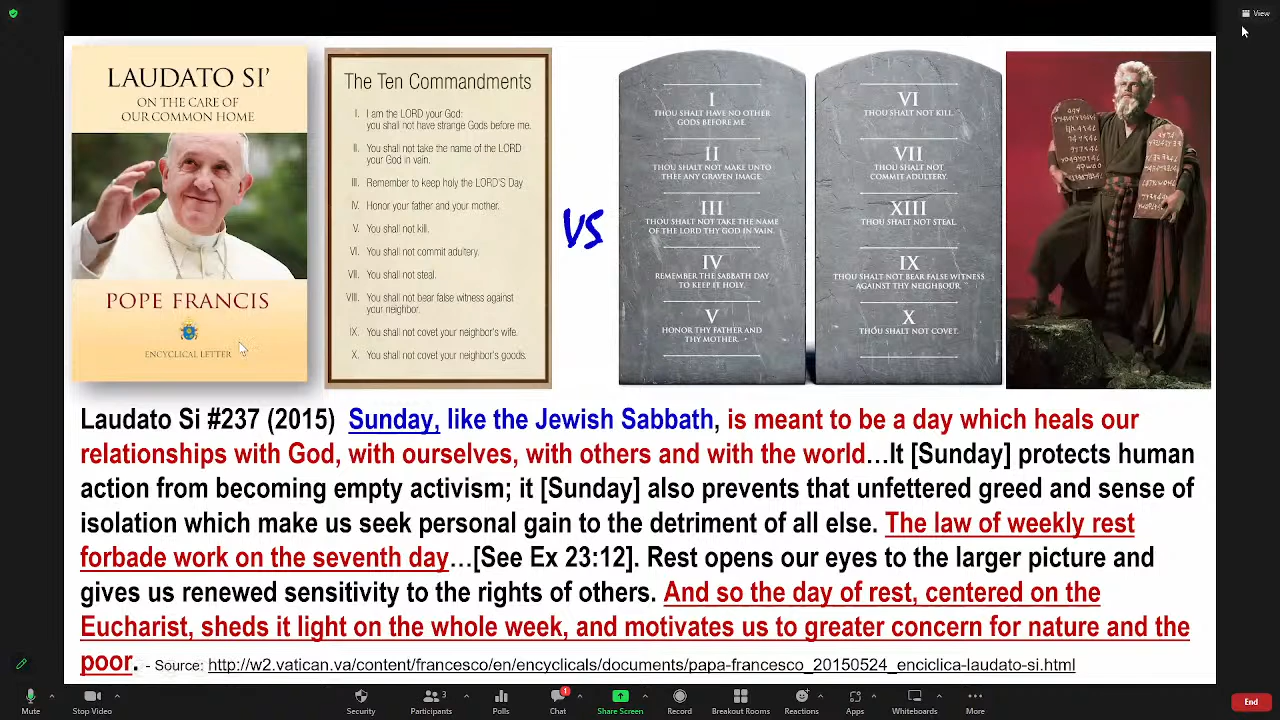 View
LAUDATO SI’
ON THE CARE OF
OUR COMMON HOME
POPE FRANCIS
ENCYCLICAL LETTER
The Ten Commandments
I. I am the LORD your God:
you shall not have strange Gods before me.
II. You shall not take the name of the LORD
your God in vain.
III. Remember to keep holy the LORD'S Day
IV. Honor your father and your mother.
V. You shall not kill.
VI. You shall not commit adultery.
VII. You shall not steal.
VIII. You shall not bear false witness against
your neighbor.
IX. You shall not covet your neighbor's wife.
X. You shall not covet your neighbor's goods.
VS
I
THOU SHALT HAVE NO OTHER
GODS BEFORE ME.
II
THOU SHALT NOT MAKE UNTO
THEE ANY GRAVEN IMAGE.
III
THOU SHALT NOT TAKE THE NAME
OF THE LORD THY GOD IN VAIN.
IV
REMEMBER THE SABBATH DAY
TO KEEP IT HOLY.
V
HONOR THY FATHER AND
THY MOTHER.
VI
THOU SHALT NOT KILL.
VII
THOU SHALT NOT
COMMIT ADULTERY.
XIII
THOU SHALT NOT STEAL.
IX
THOU SHALT NOT BEAR FALSE WITNESS
AGAINST THY NEIGHBOUR.
X
THOU SHALT NOT COVET.
Laudato Si #237 (2015) Sunday, like the Jewish Sabbath, is meant to be a day which heals our
relationships with God, with ourselves, with others and with the world…It [Sunday] protects human
action from becoming empty activism; it [Sunday] also prevents that unfettered greed and sense of
isolation which make us seek personal gain to the detriment of all else. The law of weekly rest
forbade work on the seventh day…[See Ex 23:12]. Rest opens our eyes to the larger picture and
gives us renewed sensitivity to the rights of others. And so the day of rest, centered on the
Eucharist, sheds it light on the whole week, and motivates us to greater concern for nature and the
poor. - Source: http://w2.vatican.va/content/francesco/en/encyclicals/documents/papa-francesco_20150524_enciclica-laudato-si.html
Mute
Stop Video
Security
3
Participants
Polls
1
Chat
Share Screen
Record
Breakout Rooms
Reactions
Apps
Whiteboards
More
End